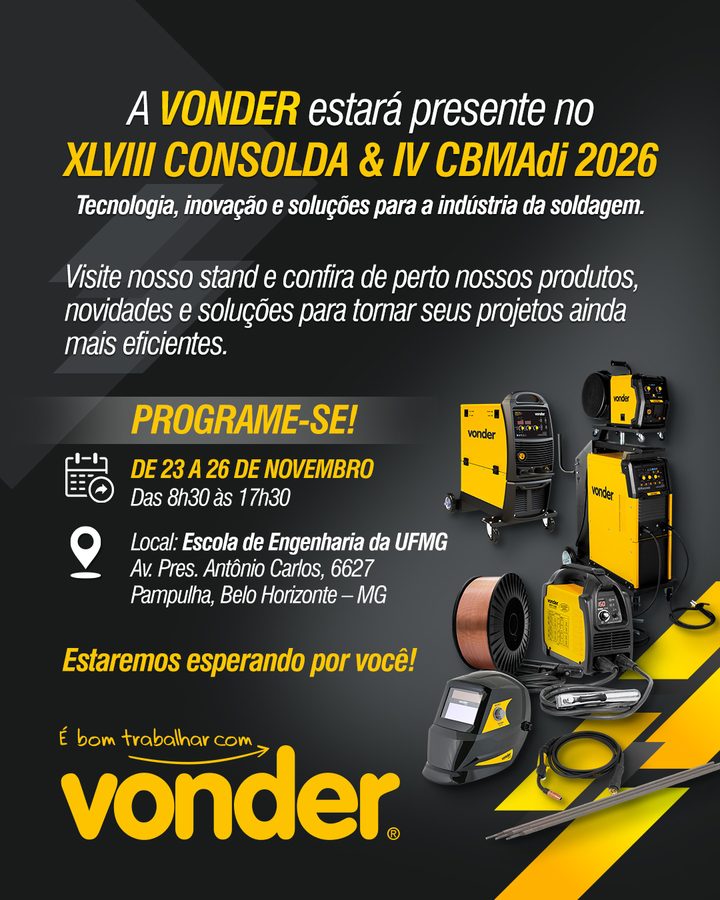 A VONDER estará presente no
XLVIII CONSOLDA & IV CBMAdi 2026
Tecnologia, inovação e soluções para a indústria da soldagem.
Visite nosso stand e confira de perto nossos produtos,
novidades e soluções para tornar seus projetos ainda
mais eficientes.
PROGRAME-SE!
DE 23 A 26 DE NOVEMBRO
Das 8h30 às 17h30
Local: Escola de Engenharia da UFMG
Av. Pres. Antônio Carlos, 6627
Pampulha, Belo Horizonte – MG
Estaremos esperando por você!
É bom trabalhar com
vonder®
vonder
vonder
vonder
vonder